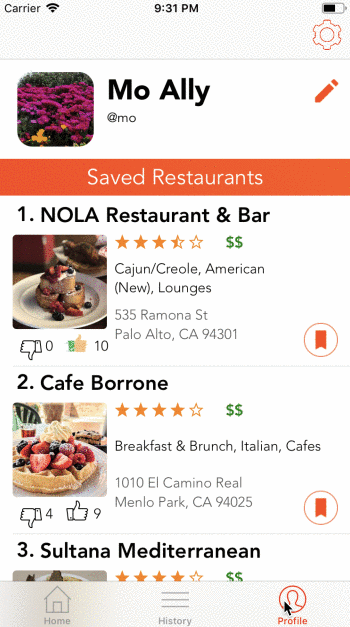 Carrier 9:31 PM
Mo Ally
@mo
Saved Restaurants
1. NOLA Restaurant & Bar
$$
Cajun/Creole, American
(New), Lounges
535 Ramona St
Palo Alto, CA 94301
0 10
2. Cafe Borrone
$$
Breakfast & Brunch, Italian, Cafes
1010 El Camino Real
Menlo Park, CA 94025
4 9
3. Sultana Mediterranean
$$
Home History Profile